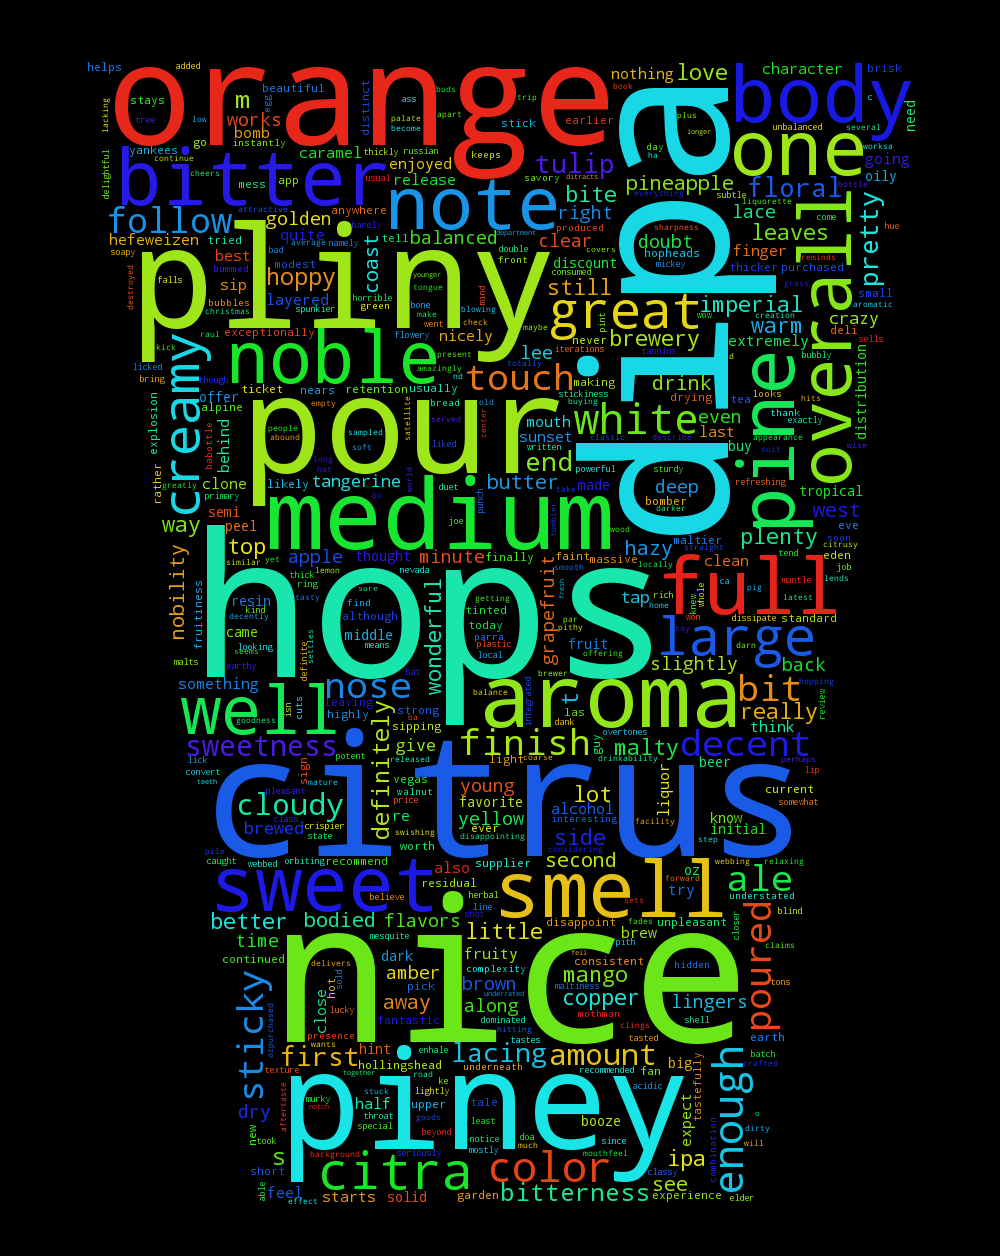 orange
dipa
body
one
bitter
note
pliny
great
noble
pour
medium
hops
citrus
nice
piney
sweet
smell
aroma
full
large
well
creamy
pine
overall
white
touch
finish
decent
nose
bit
follow
tulip
floral
pretty
love
nothing
character
brisk
helps
added
beautiful
stays
m
works
bomb
go
instantly
yankees
caramel
thickly
russian
enjoyed
release
savory
ditracts
bite
right
pineapple
subtle
lace
leaves
going
oily
need
several
unbalanced
plus
longer
earlier
book
trip
buds
apart
keeps
palate
become
ass
stick
distinct
lacking
tree
low
continue
cheers
delightful
mess
app
usual
attractive
golden
hefeweizen
soapy
tried
quite
best
sip
hoppy
layered
modest
bubbles
christmas
spunkier
destroyed
bummed
falls
anywhere
barely
average
namely
bad
tell
balanced
double
front
department
clear
produced
covers
discount
still
doubt
hopheads
mickey
finger
thicker
purchased
imperial
warm
crazy
deli
small
aromatic
hue
come
reminds
sells
coast
horrible
green
bone
make
younger
tongue
went
check
blowing
mind
nicely
exceptionally
brewery
never
maybe
pint
consumed
wow
creation
grass
sharpness
everything
liquorette
bottle
worksa
day
ha
c
raul
kick
licked
bring
though
offer
alpine
ticket
nears
retention
usually
present
amazingly
nd
bread
lee
iterations
totally
making
stickiness
buying
drink
drying
tea
extremely
bubbly
looks
hits
thank
exactly
distribution
explosion
rather
greatly
babottle
behind
clone
primary
people
abound
empty
sampled
soft
satellite
served
liked
old
center
mouth
sunset
written
end
even
last
buy
classic
describe
appearance
suit
wise
likely
tangerine
butter
made
powerful
sturdy
deep
refreshing
tropical
west
plenty
way
semi
peel
long
hat
world
duet
punch
take
tumbler
joe
bomber
darker
maltier
straight
hazy
wood
eve
soon
citrusy
eden
tend
job
lends
top
similar
yet
apple
thought
minute
finally
faint
massive
locally
clean
nobility
fruitiness
resin
kind
decently
came
looking
seems
malts
earthy
thick
ring
lemon
tasty
sure
find
although
middle
means
nevada
wonderful
getting
tinted
today
parra
plastic
local
grapefruit
smooth
fresh
par
pithy
fruit
offering
tap
home
rich
ca
pig
knew
whole
won
mantle
latest
dissipate
standard
say
darn
slightly
back
something
definite
settles
goodness
isn
cuts
highly
leaving
strong
bat
ba
sipping
brewer
balance
integrated
dank
las
t
really
hopping
review
think
sweetness
definitely
give
released
light
coarse
guy
drinkability
overtones
malty
beer
perhaps
lip
lick
convert
teeth
sign
potent
mature
pleasant
class
cloudy
brewed
crispier
state
pile
caught
webbed
orbiting
recommend
vegas
walnut
price
re
swishing
worth
young
favorite
yellow
ever
disappointing
lot
alcohol
interesting
liquor
facility
considering
side
second
supplier
know
initial
step
current
somewhat
webbing
relaxing
oz
try
forward
sets
ale
understated
also
residual
herbal
believe
line
shot
better
bodied
flavors
little
disappoint
fades
unpleasant
brew
closer
blind
claims
time
continued
mesquite
delivers
dark
fruity
complexity
pith
fell
consistent
hidden
tons
amber
pick
brown
underrated
maltiness
mango
copper
lingers
poured
sticky
ozpurchased
close
hot
sold
lucky
away
fantastic
along
dominated
hitting
tastes
mothman
clings
tasted
shell
earth
presence
wants
first
hint
texture
together
hollingshead
enhale
road
lacing
underneath
amount
recommended
big
fan
batch
crafted
tastefully
enough
dry
murky
notch
aftertaste
half
stuck
throat
special
ke
lightly
upper
goods
tale
least
acidic
booze
expect
combination
o
dirty
will
new
took
s
background
seriously
beyond
notice
mostly
doa
much
since
mouthfeel
citra
color
ipa
see
classy
short
feel
able
effect
starts
solid
garden
bitterness
experience
elder